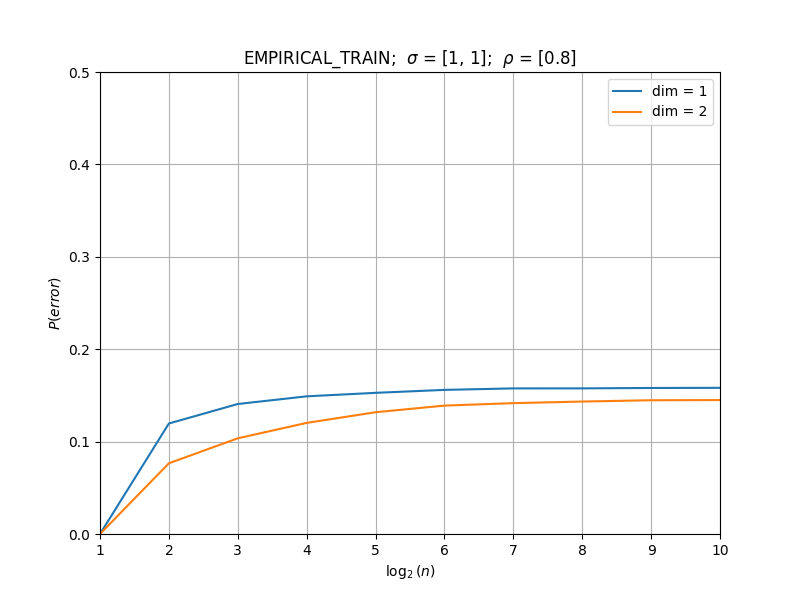 EMPIRICAL_TRAIN;  σ = [1, 1];  ρ = [0.8]
dim = 1
dim = 2
0.5
0.4
0.3
0.2
0.1
0.0
P(error)
1 2 3 4 5 6 7 8 9 10
log₂(n)